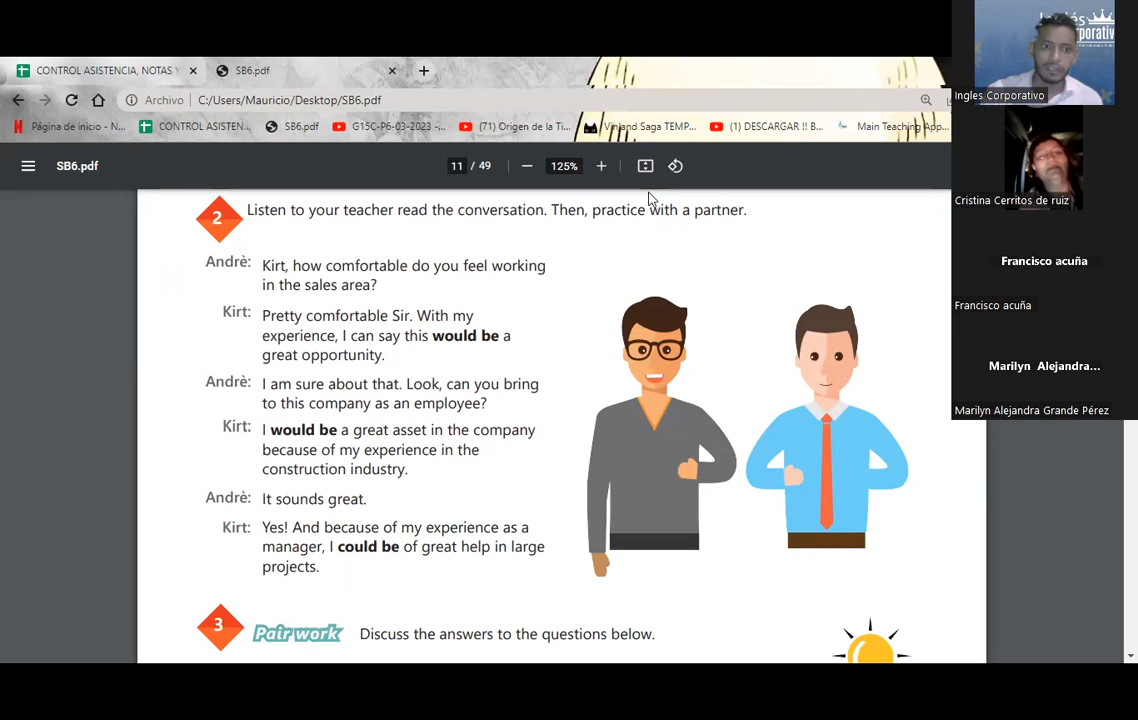 Inglés
Corporativo
Ingles Corporativo
CONTROL ASISTENCIA, NOTAS Y
SB6.pdf
Archivo
C:/Users/Mauricio/Desktop/SB6.pdf
Página de inicio - N...
CONTROL ASISTEN...
SB6.pdf
G15C-P6-03-2023 -...
(71) Origen de la Ti...
Vinland Saga TEMP...
(1) DESCARGAR !! B...
Main Teaching App...
SB6.pdf
11 / 49
125%
Cristina Cerritos de ruiz
Francisco acuña
Francisco acuña
Marilyn Alejandra...
Marilyn Alejandra Grande Pérez
2
Listen to your teacher read the conversation. Then, practice with a partner.
Andrè: Kirt, how comfortable do you feel working
in the sales area?
Kirt: Pretty comfortable Sir. With my
experience, I can say this would be a
great opportunity.
Andrè: I am sure about that. Look, can you bring
to this company as an employee?
Kirt: I would be a great asset in the company
because of my experience in the
construction industry.
Andrè: It sounds great.
Kirt: Yes! And because of my experience as a
manager, I could be of great help in large
projects.
3
Pair work
Discuss the answers to the questions below.